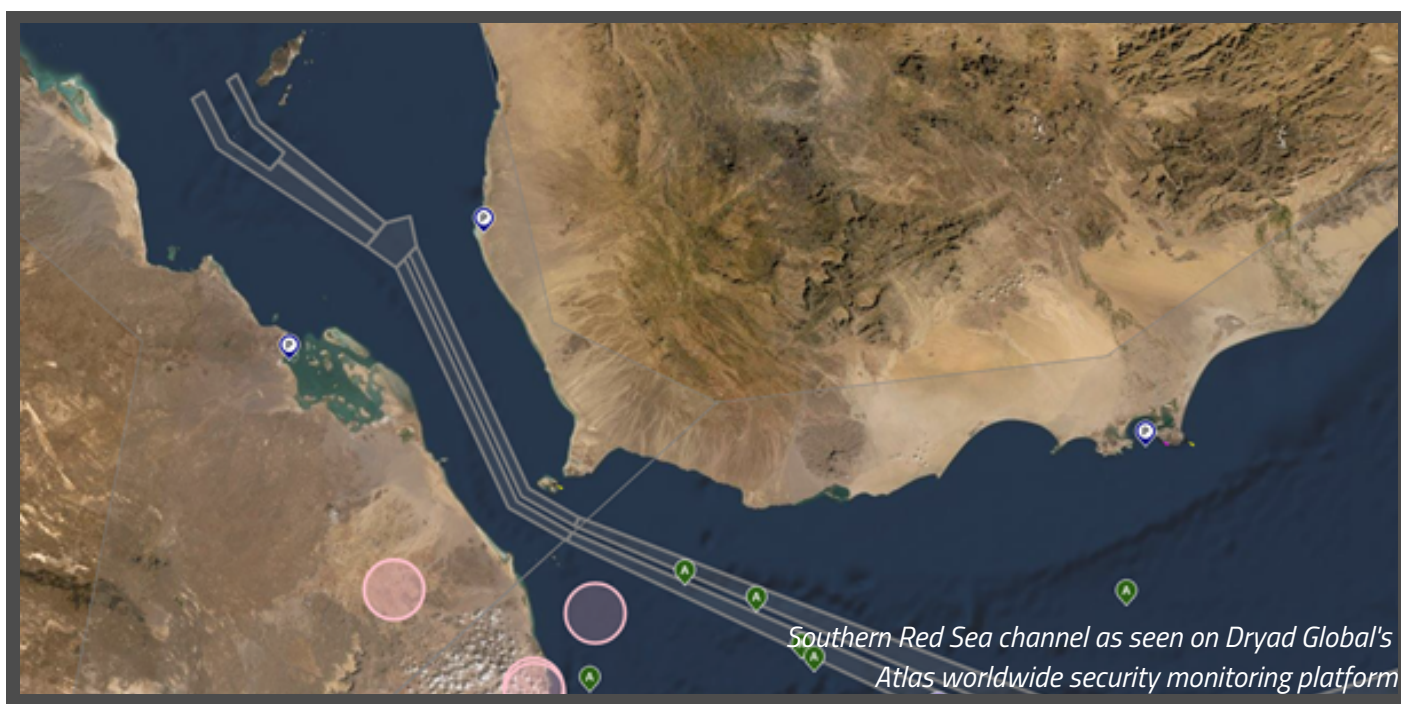 P
P
P
A
A
A
A
A
Southern Red Sea channel as seen on Dryad Global's
Atlas worldwide security monitoring platform